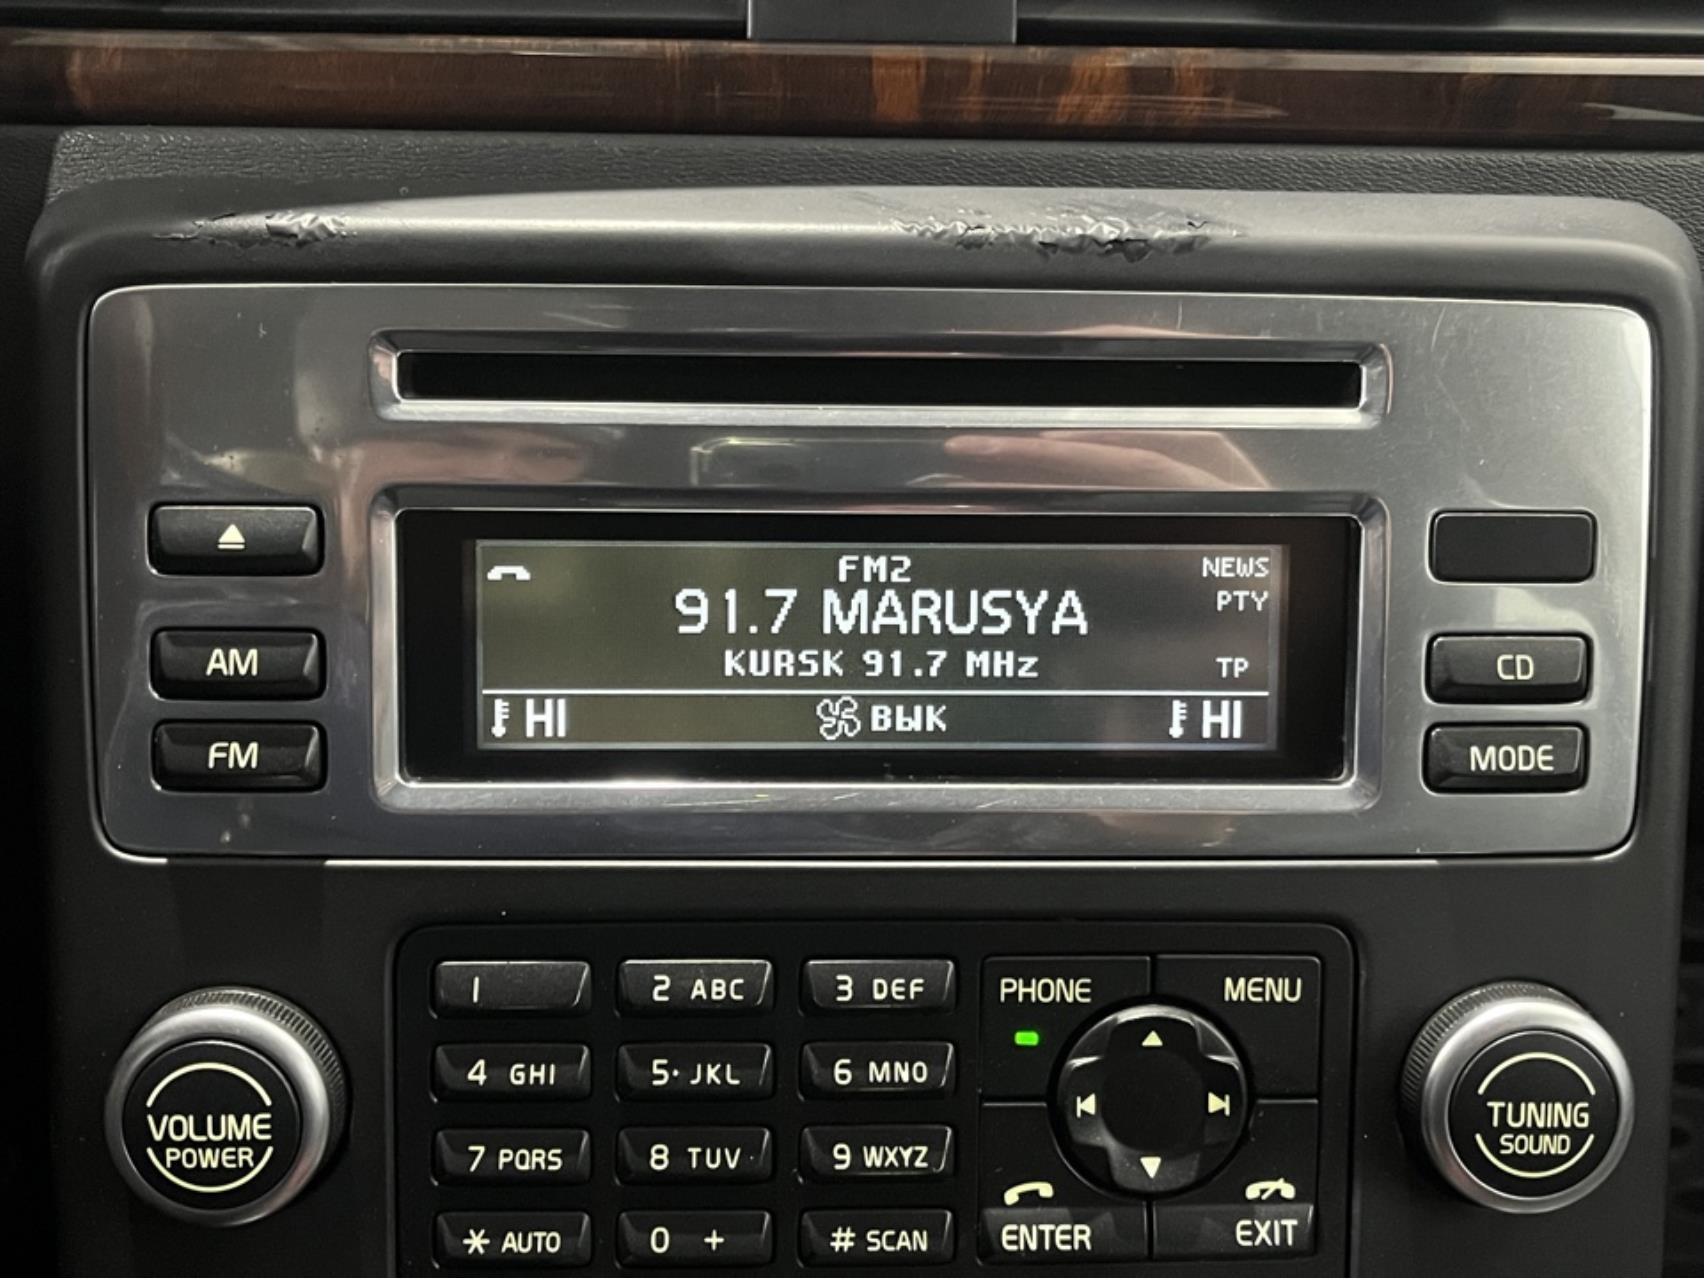 FM2
NEWS
91.7 MARUSYA
PTY
KURSK 91.7 MHz
TP
HI ВЫК HI
AM
CD
FM
MODE
1
2 ABC
3 DEF
PHONE
MENU
4 GHI
5· JKL
6 MNO
VOLUME
POWER
TUNING
SOUND
7 PQRS
8 TUV
9 WXYZ
* AUTO
0 +
# SCAN
ENTER
EXIT